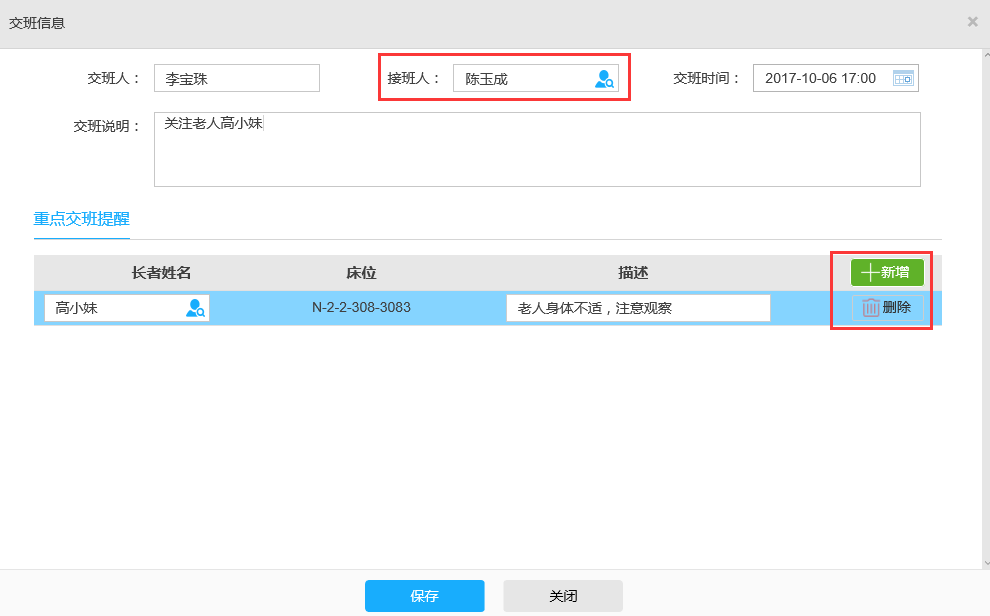 交班信息
交班人： 李宝珠 接班人： 陈玉成 交班时间： 2017-10-06 17:00
交班说明： 关注老人高小妹
重点交班提醒
长者姓名 床位 描述 新增
高小妹 N-2-2-308-3083 老人身体不适，注意观察 删除
保存 关闭